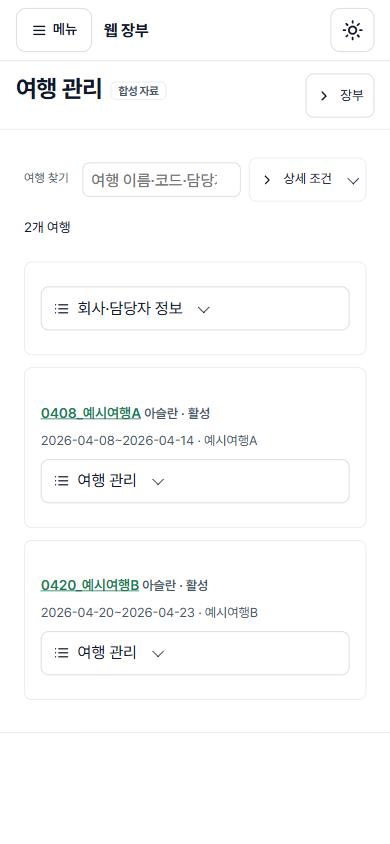 메뉴 웹 장부
여행 관리 합성 자료 장부
여행 찾기 여행 이름·코드·담당 상세 조건
2개 여행
회사·담당자 정보
0408_예시여행A 아슬란 · 활성
2026-04-08~2026-04-14 · 예시여행A
여행 관리
0420_예시여행B 아슬란 · 활성
2026-04-20~2026-04-23 · 예시여행B
여행 관리